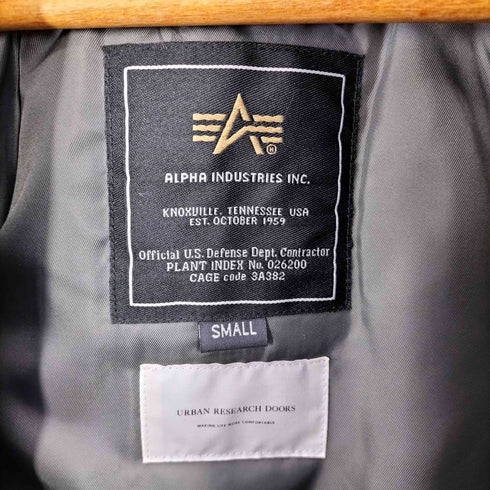 ALPHA INDUSTRIES INC.
KNOXVILLE, TENNESSEE USA
EST. OCTOBER 1959
Official U.S. Defense Dept. Contractor
PLANT INDEX No. 026200
CAGE code 3A382
SMALL
URBAN RESEARCH DOORS
MAKING LIFE MORE COMFORTABLE